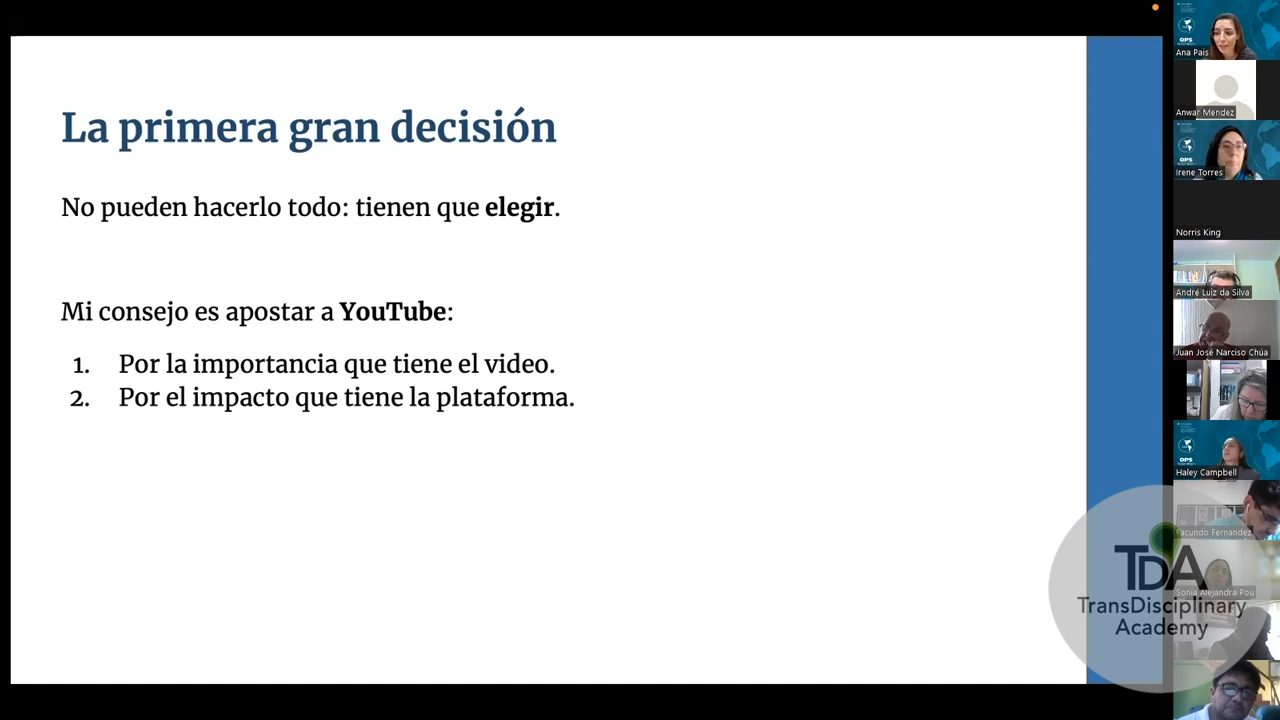 La primera gran decisión
No pueden hacerlo todo: tienen que elegir.
Mi consejo es apostar a YouTube:
1. Por la importancia que tiene el video.
2. Por el impacto que tiene la plataforma.
OPS
Ana Pais
Anwar Mendez
OPS
Irene Torres
Norris King
André Luiz da Silva
Juan José Narciso Chúa
OPS
Haley Campbell
Facundo Fernandez
Sonia Alejandra Pou
TDA
TransDisciplinary
Academy